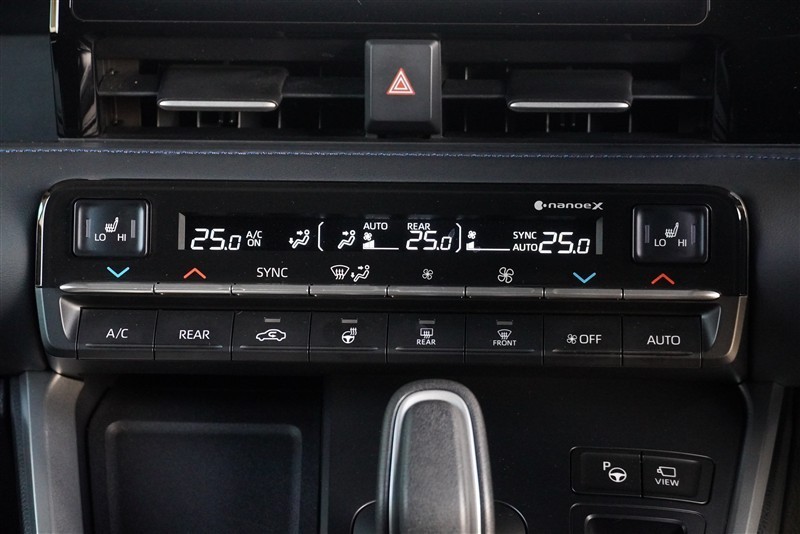 nanoeX
LO HI
25.0 A/C ON
AUTO
REAR
25.0
SYNC
AUTO 25.0
LO HI
SYNC
A/C
REAR
REAR
FRONT
OFF
AUTO
P
VIEW